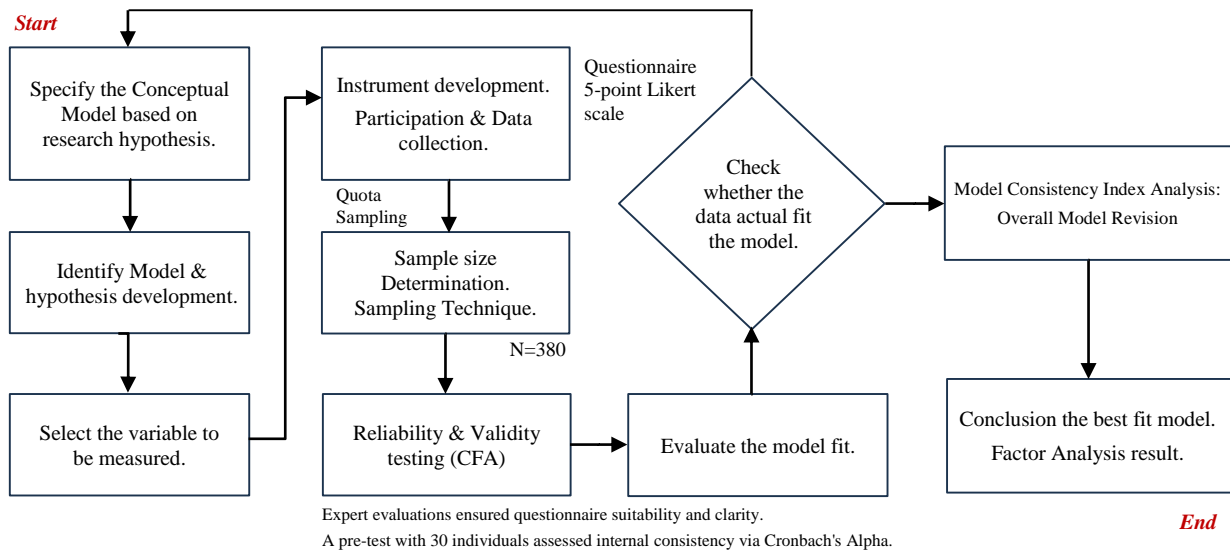 Start
Specify the Conceptual
Model based on
research hypothesis.
Identify Model &
hypothesis development.
Select the variable to
be measured.
Instrument development.
Participation & Data
collection.
Questionnaire
5-point Likert
scale
Quota
Sampling
Sample size
Determination.
Sampling Technique.
N=380
Reliability & Validity
testing (CFA)
Expert evaluations ensured questionnaire suitability and clarity.
A pre-test with 30 individuals assessed internal consistency via Cronbach's Alpha.
Evaluate the model fit.
Check
whether the
data actual fit
the model.
Model Consistency Index Analysis:
Overall Model Revision
Conclusion the best fit model.
Factor Analysis result.
End